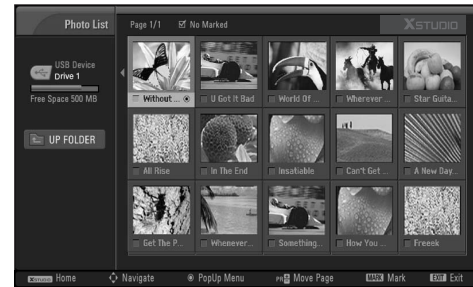 Photo List
Page 1/1
No Marked
XSTUDIO
USB Device
Drive 1
Free Space 500 MB
UP FOLDER
Without ...
U Got It Bad
World Of ...
Wherever ...
Star Guita...
All Rise
In The End
Insatiable
Can't Get ...
A New Day...
Get The P...
Whenever...
Something...
How You ...
Freeek
XSTUDIO Home
Navigate
PopUp Menu
PR Move Page
MARK Mark
EXIT Exit